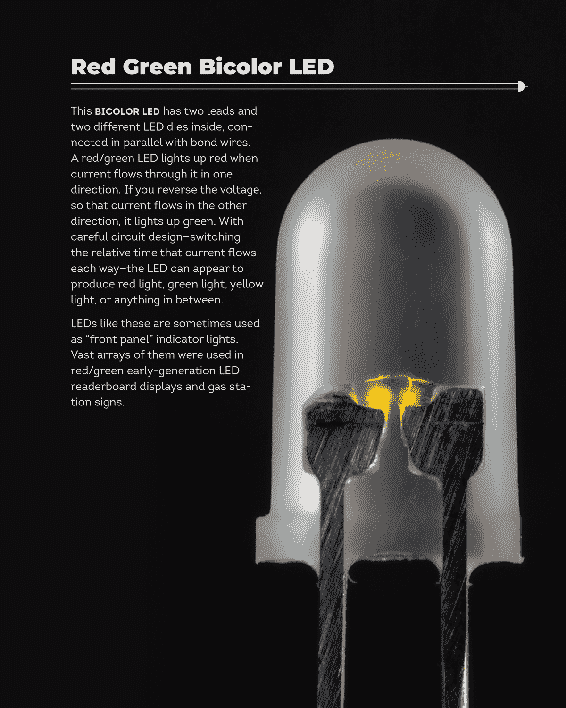 Red Green Bicolor LED
This BICOLOR LED has two leads and
two different LED dies inside, con-
nected in parallel with bond wires.
A red/green LED lights up red when
current flows through it in one
direction. If you reverse the voltage,
so that current flows in the other
direction, it lights up green. With
careful circuit design—switching
the relative time that current flows
each way—the LED can appear to
produce red light, green light, yellow
light, or anything in between.
LEDs like these are sometimes used
as “front panel” indicator lights.
Vast arrays of them were used in
red/green early-generation LED
readerboard displays and gas sta-
tion signs.